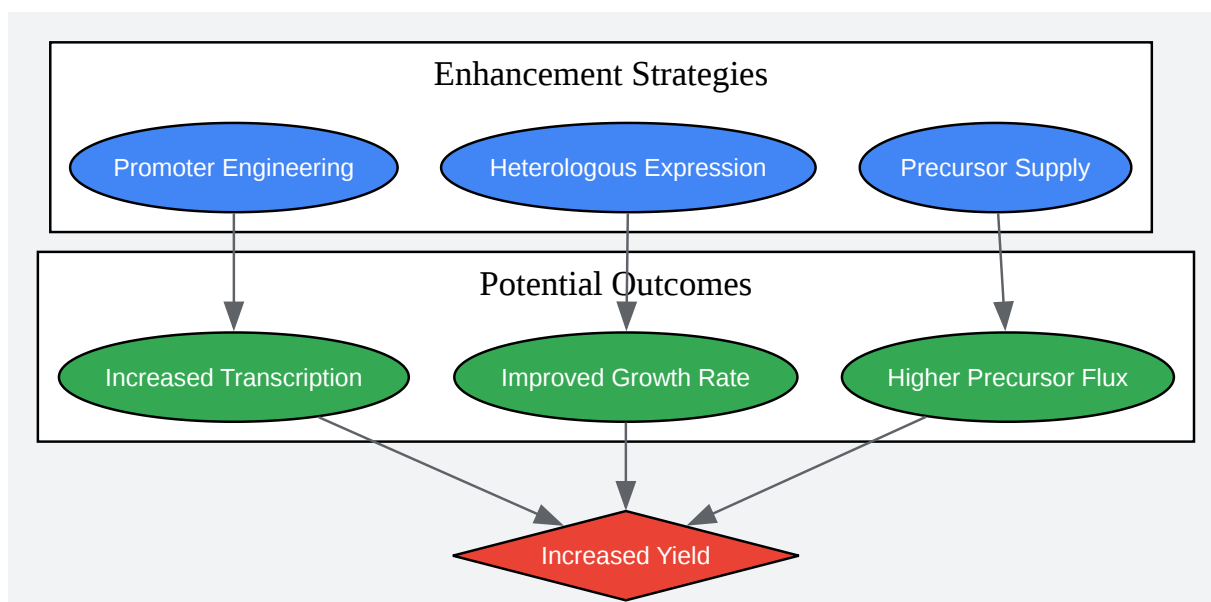 Enhancement Strategies
Promoter Engineering
Heterologous Expression
Precursor Supply
Potential Outcomes
Increased Transcription
Improved Growth Rate
Higher Precursor Flux
Increased Yield